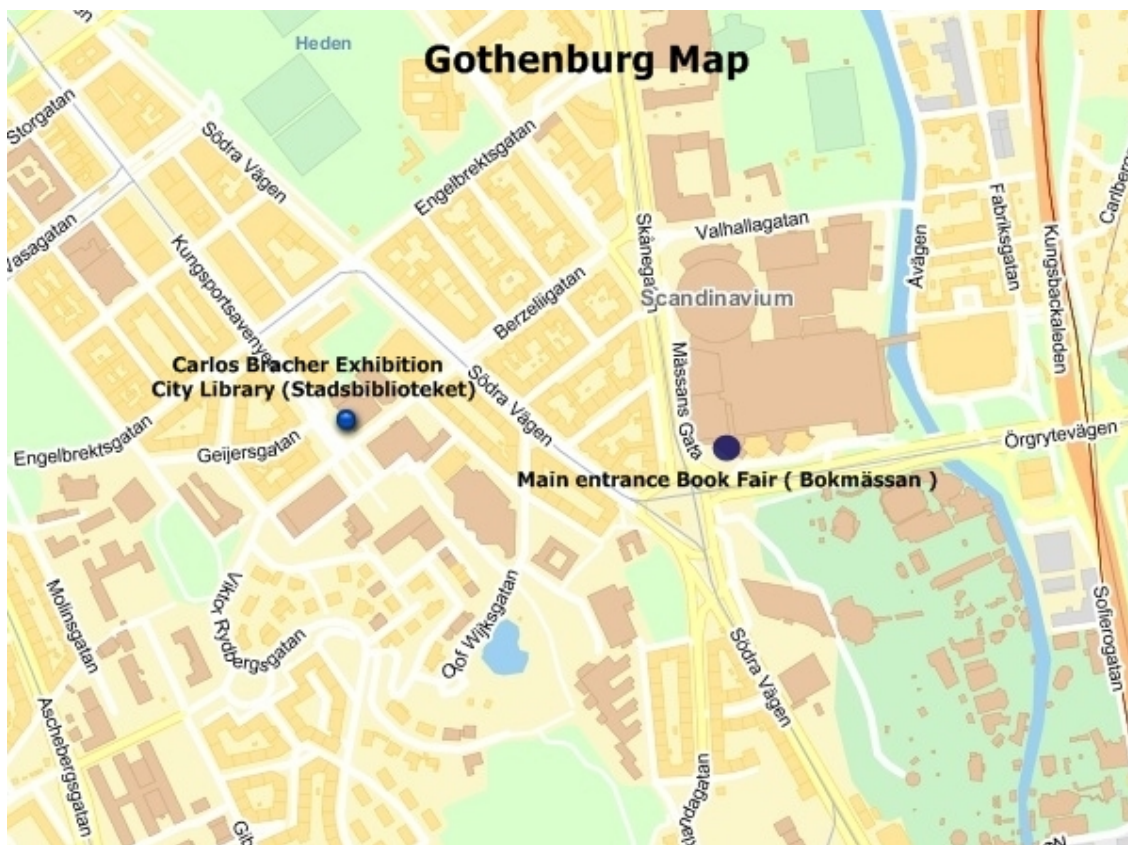 Heden
Gothenburg Map
Storgatan
Södra Vägen
Engelbrektsgatan
Vasagatan
Kungsportsavenyen
Skånegatan
Valhallagatan
Åvägen
Fabriksgatan
Kungsbackaleden
Carlberg
Scandinavium
Berzeliigatan
Carlos Bracher Exhibition
City Library (Stadsbiblioteket)
Södra Vägen
Mässans Gata
Engelbrektsgatan
Geijersgatan
Örgrytevägen
Main entrance Book Fair ( Bokmässan )
Molinsgatan
Viktor Rydbergsgatan
Olof Wijksgatan
Södra Vägen
Sofierogatan
Aschebergsgatan
Gib
ndagatan